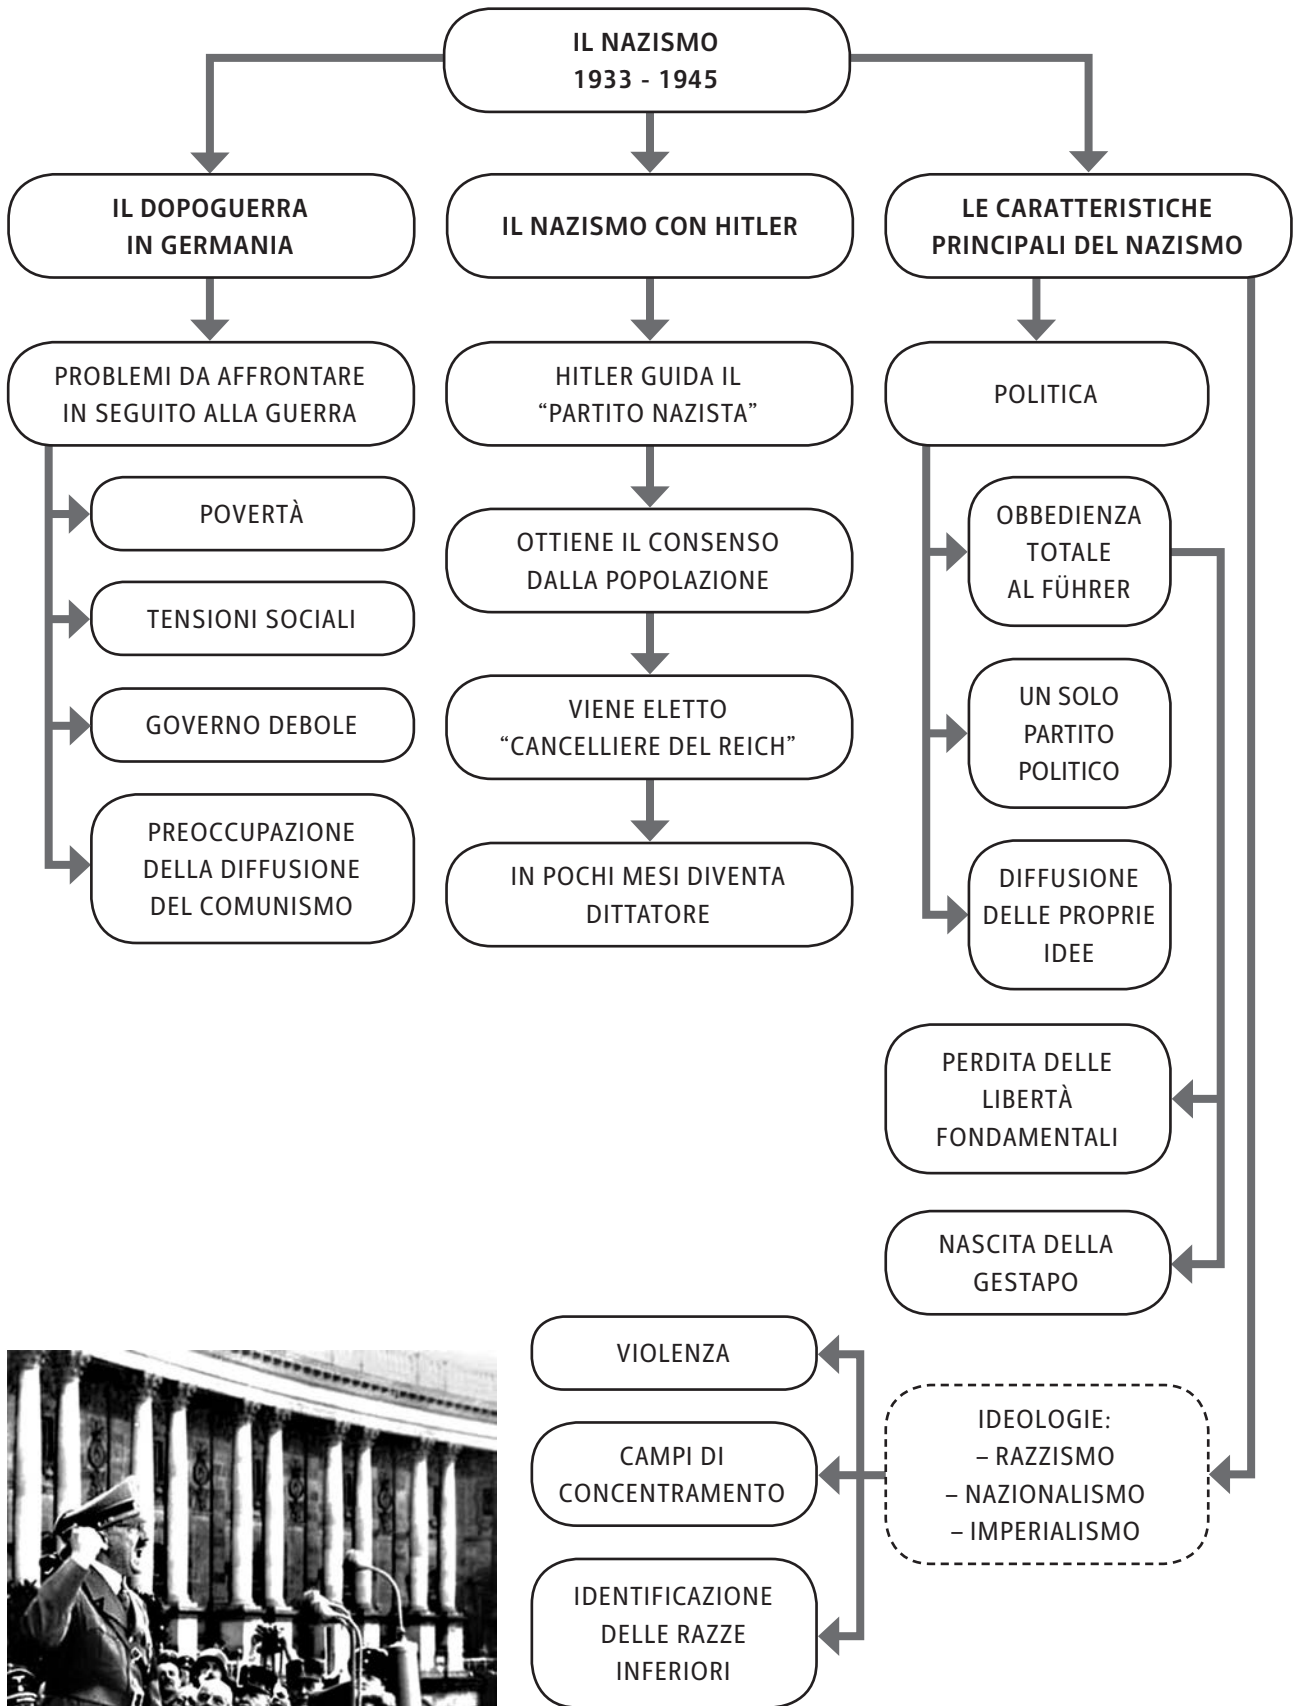 IL NAZISMO
1933 - 1945
IL DOPOGUERRA
IN GERMANIA
PROBLEMI DA AFFRONTARE
IN SEGUITO ALLA GUERRA
POVERTÀ
TENSIONI SOCIALI
GOVERNO DEBOLE
PREOCCUPAZIONE
DELLA DIFFUSIONE
DEL COMUNISMO
IL NAZISMO CON HITLER
HITLER GUIDA IL
“PARTITO NAZISTA”
OTTIENE IL CONSENSO
DALLA POPOLAZIONE
VIENE ELETTO
“CANCELLIERE DEL REICH”
IN POCHI MESI DIVENTA
DITTATORE
LE CARATTERISTICHE
PRINCIPALI DEL NAZISMO
POLITICA
OBBEDIENZA
TOTALE
AL FÜHRER
UN SOLO
PARTITO
POLITICO
DIFFUSIONE
DELLE PROPRIE
IDEE
PERDITA DELLE
LIBERTÀ
FONDAMENTALI
NASCITA DELLA
GESTAPO
IDEOLOGIE:
– RAZZISMO
– NAZIONALISMO
– IMPERIALISMO
VIOLENZA
CAMPI DI
CONCENTRAMENTO
IDENTIFICAZIONE
DELLE RAZZE
INFERIORI